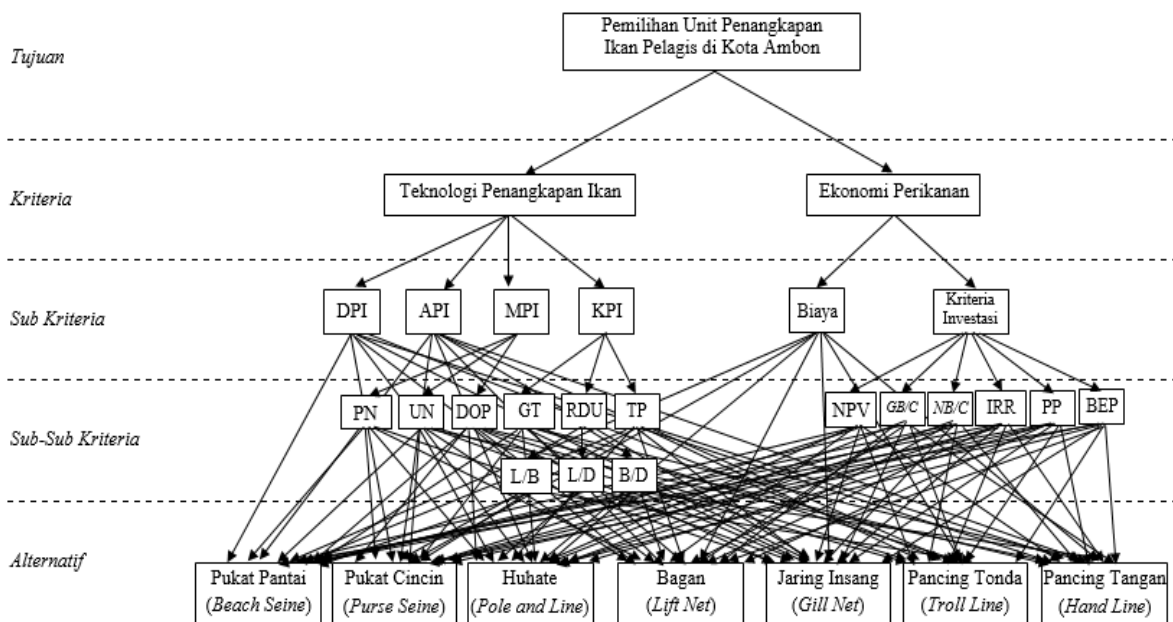 Pemilihan Unit Penangkapan
Ikan Pelagis di Kota Ambon
Tujuan
Kriteria
Teknologi Penangkapan Ikan
Ekonomi Perikanan
Sub Kriteria
DPI
API
MPI
KPI
Biaya
Kriteria
Investasi
Sub-Sub Kriteria
PN
UN
DOP
GT
RDU
TP
NPV
GB/C
NB/C
IRR
PP
BEP
L/B
L/D
B/D
Alternatif
Pukat Pantai
(Beach Seine)
Pukat Cincin
(Purse Seine)
Huhate
(Pole and Line)
Bagan
(Lift Net)
Jaring Insang
(Gill Net)
Pancing Tonda
(Troll Line)
Pancing Tangan
(Hand Line)